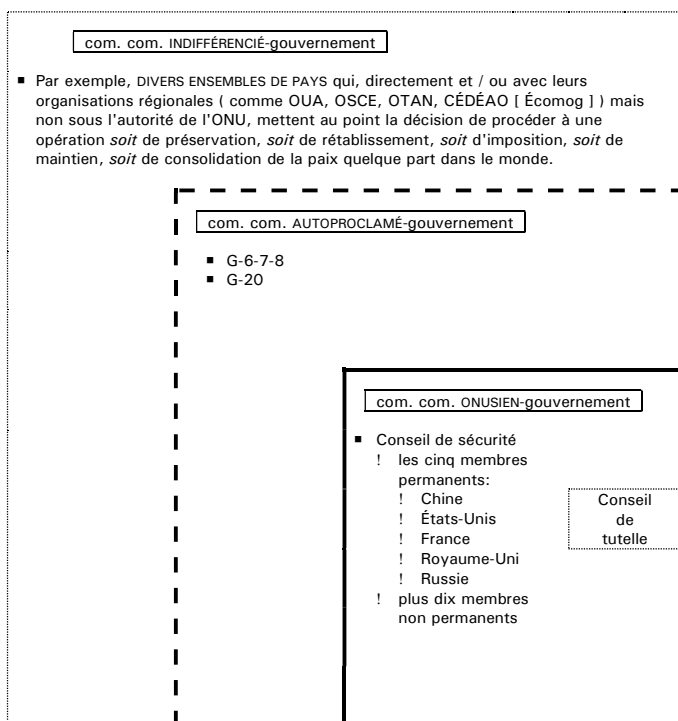 com. com. INDIFFÉRENCIÉ-gouvernement
■ Par exemple, DIVERS ENSEMBLES DE PAYS qui, directement et / ou avec leurs
organisations régionales ( comme OUA, OSCE, OTAN, CÉDÉAO [ Écomog ] ) mais
non sous l'autorité de l'ONU, mettent au point la décision de procéder à une
opération soit de préservation, soit de rétablissement, soit d'imposition, soit de
maintien, soit de consolidation de la paix quelque part dans le monde.
com. com. AUTOPROCLAMÉ-gouvernement
■ G-6-7-8
■ G-20
com. com. ONUSIEN-gouvernement
■ Conseil de sécurité
! les cinq membres
permanents:
! Chine
! États-Unis
! France
! Royaume-Uni
! Russie
! plus dix membres
non permanents
Conseil
de
tutelle